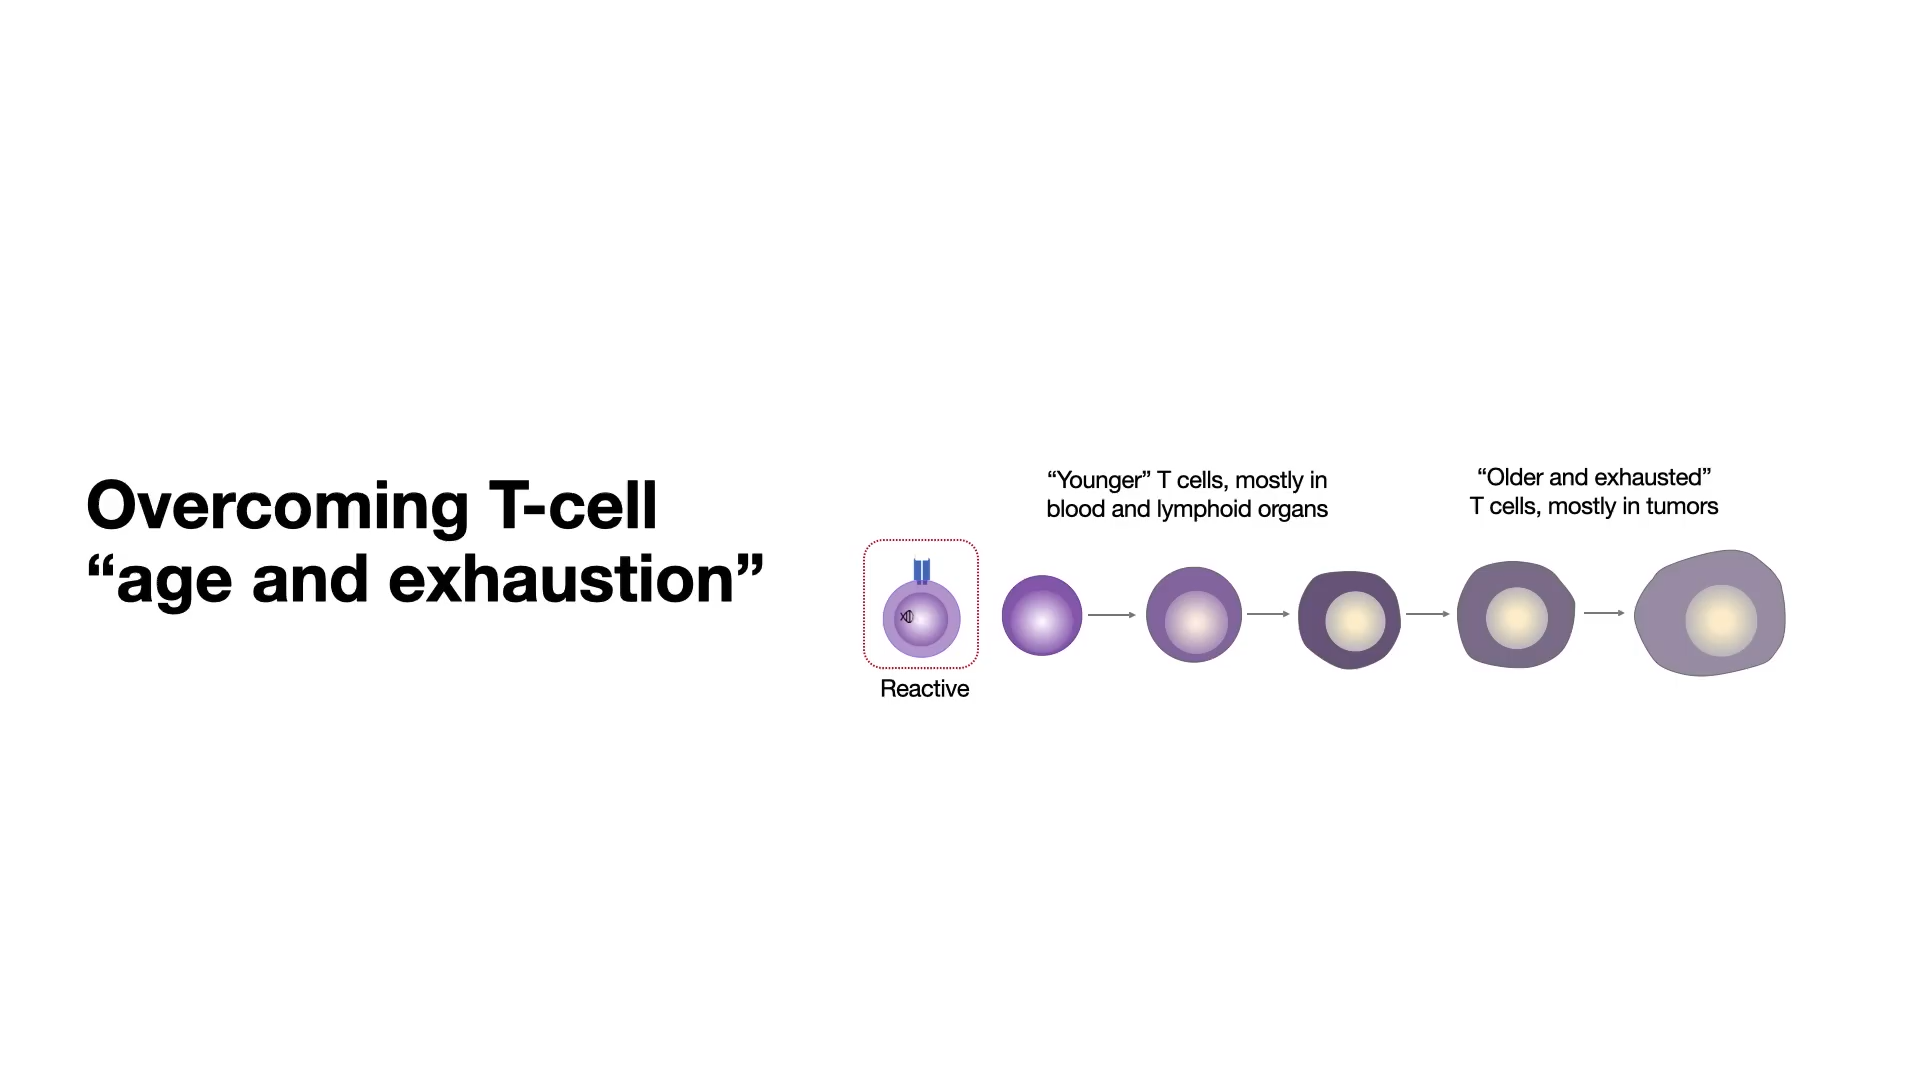 Overcoming T-cell
“age and exhaustion”
“Younger” T cells, mostly in
blood and lymphoid organs
“Older and exhausted”
T cells, mostly in tumors
Reactive